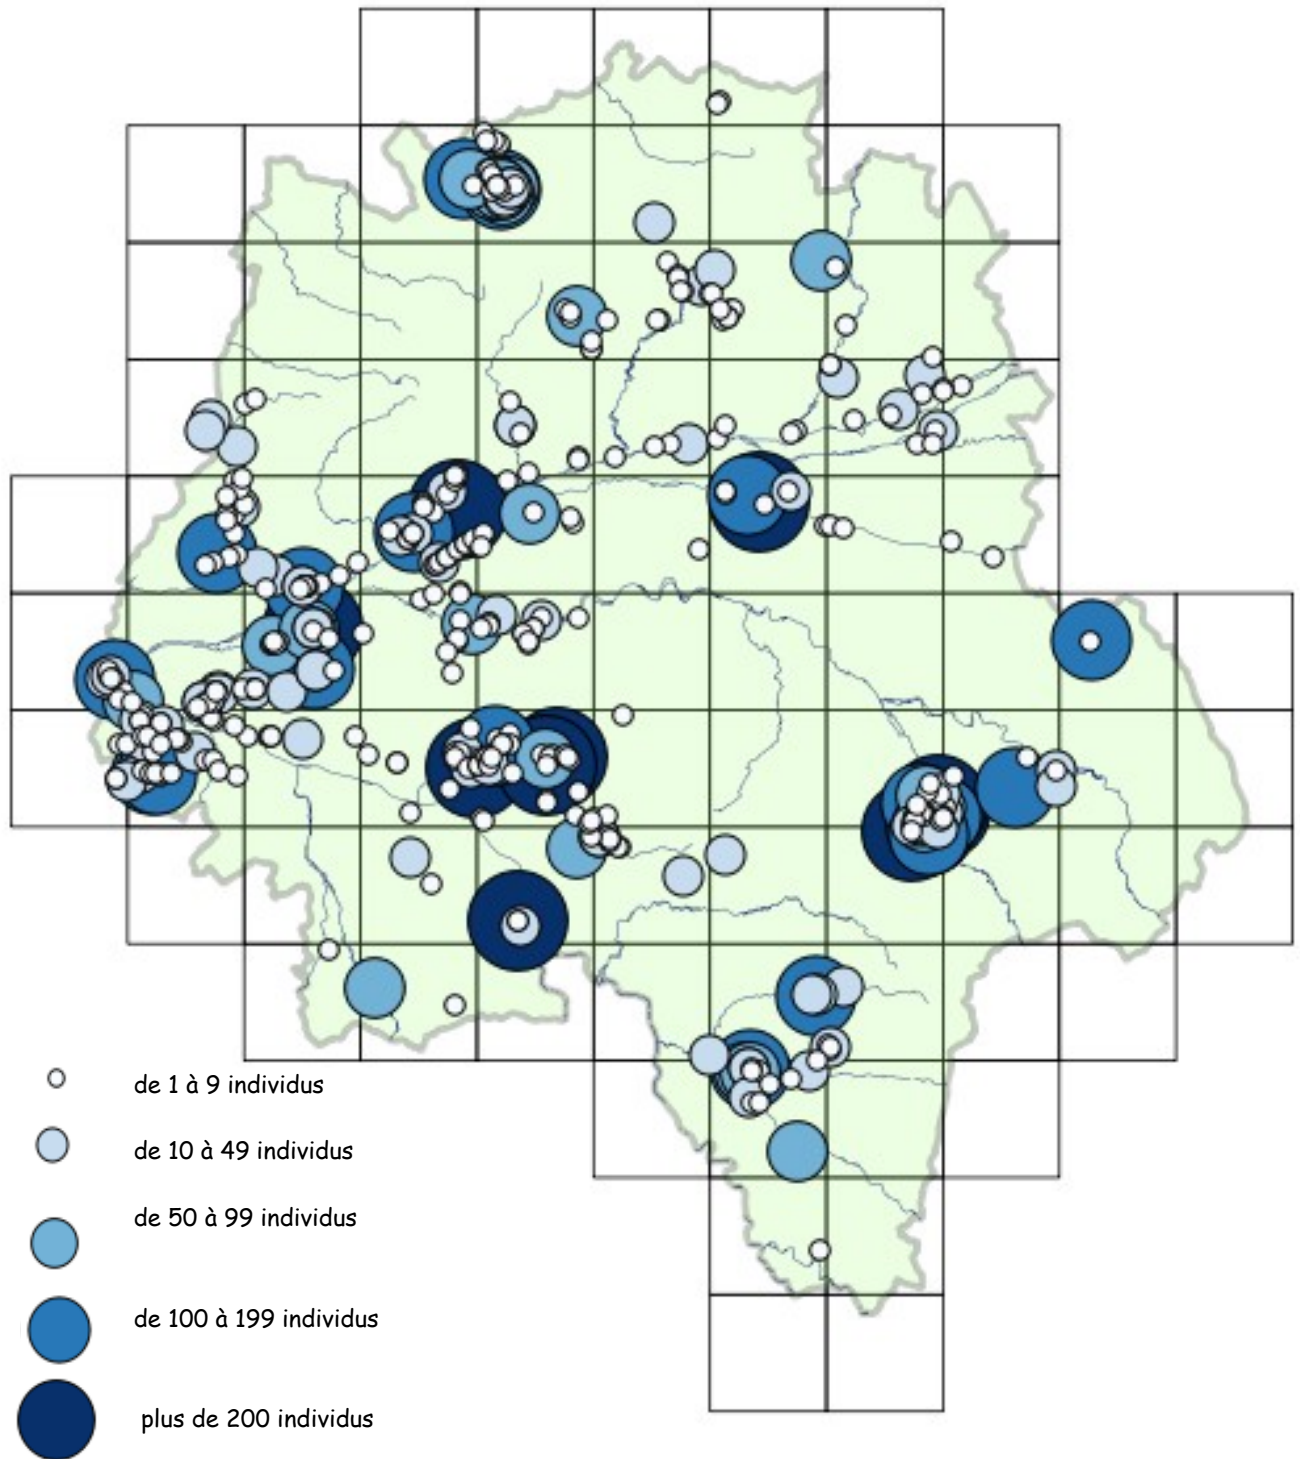 de 1 à 9 individus
de 10 à 49 individus
de 50 à 99 individus
de 100 à 199 individus
plus de 200 individus